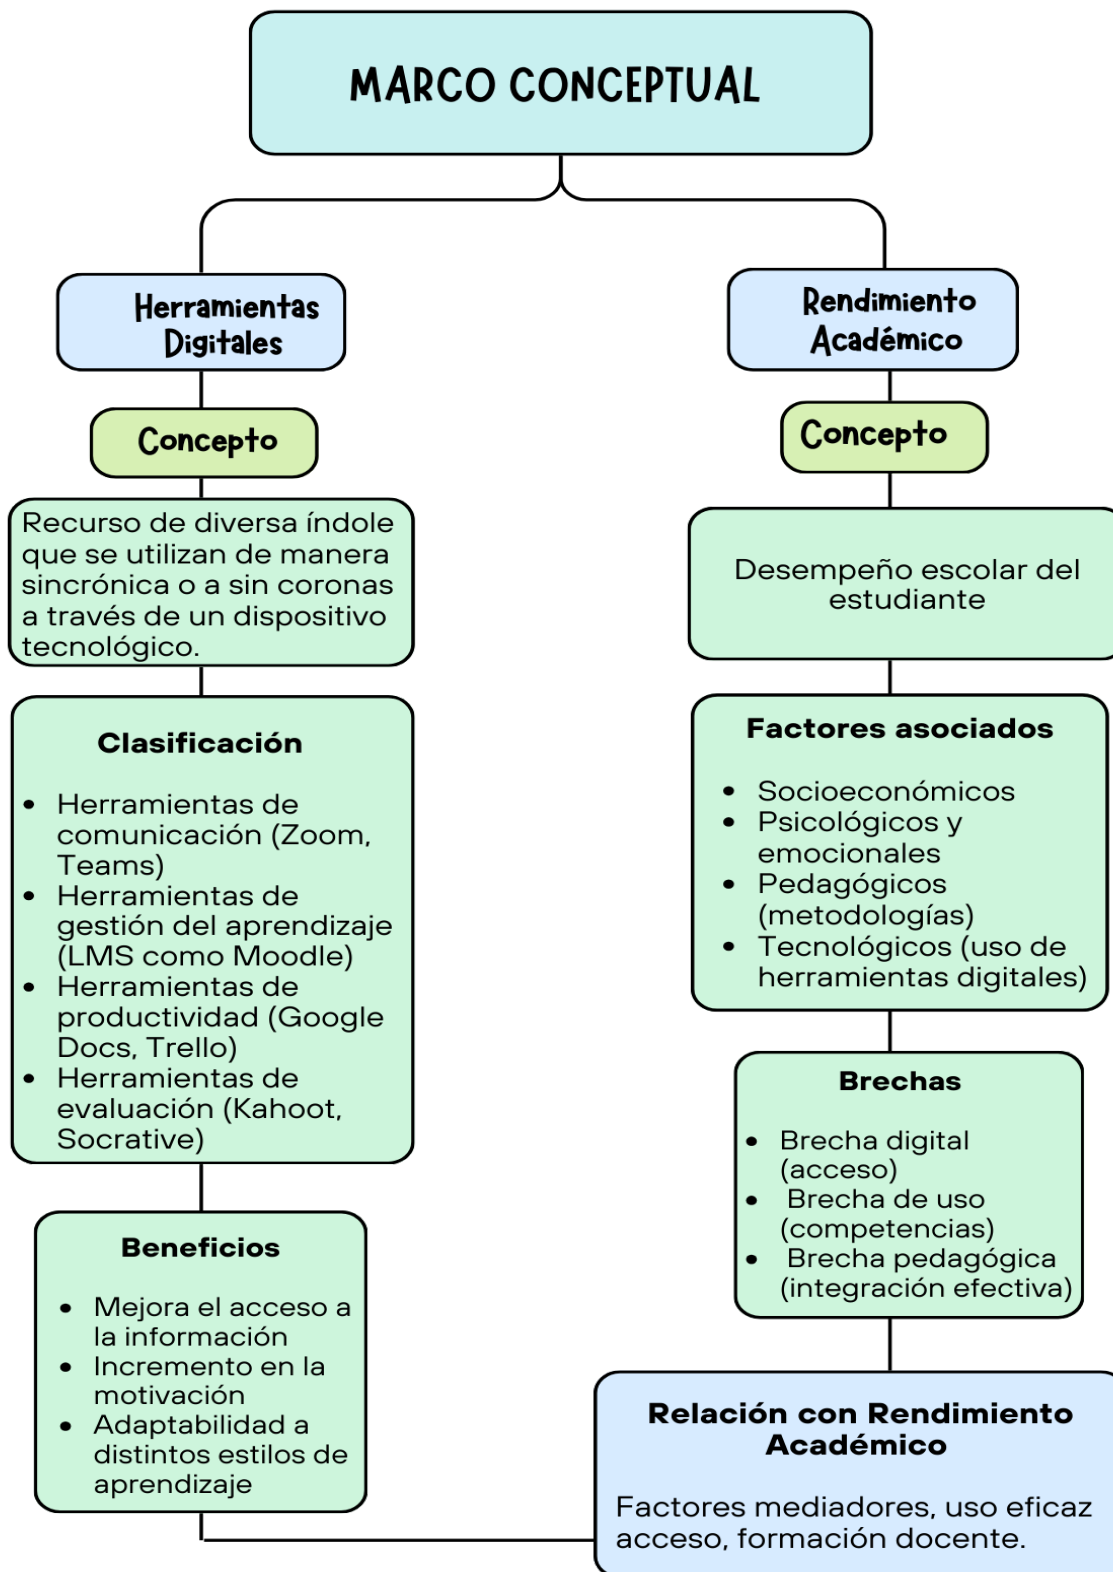 MARCO CONCEPTUAL
Herramientas
Digitales
Concepto
Recurso de diversa índole
que se utilizan de manera
sincrónica o a sin coronas
a través de un dispositivo
tecnológico.
Clasificación
• Herramientas de
comunicación (Zoom,
Teams)
• Herramientas de
gestión del aprendizaje
(LMS como Moodle)
• Herramientas de
productividad (Google
Docs, Trello)
• Herramientas de
evaluación (Kahoot,
Socrative)
Beneficios
• Mejora el acceso a
la información
• Incremento en la
motivación
• Adaptabilidad a
distintos estilos de
aprendizaje
Rendimiento
Académico
Concepto
Desempeño escolar del
estudiante
Factores asociados
• Socioeconómicos
• Psicológicos y
emocionales
• Pedagógicos
(metodologías)
• Tecnológicos (uso de
herramientas digitales)
Brechas
• Brecha digital
(acceso)
• Brecha de uso
(competencias)
• Brecha pedagógica
(integración efectiva)
Relación con Rendimiento
Académico
Factores mediadores, uso eficaz
acceso, formación docente.